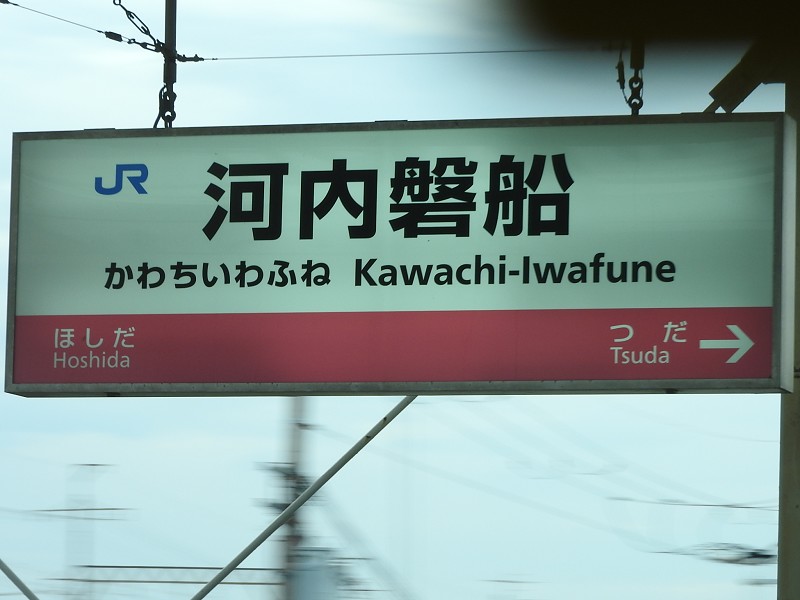 JR 河内磐船
かわちいわふね Kawachi-Iwafune
ほしだ つだ
Hoshida Tsuda →